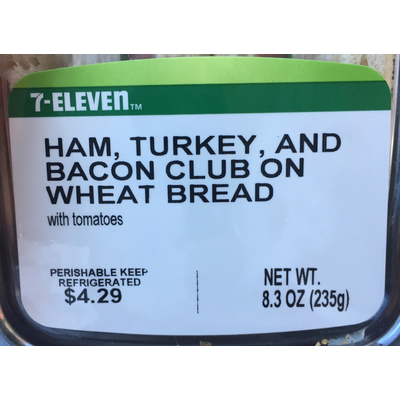 7-ELEVEN™
HAM, TURKEY, AND
BACON CLUB ON
WHEAT BREAD
with tomatoes
PERISHABLE KEEP
REFRIGERATED
$4.29
NET WT.
8.3 OZ (235g)